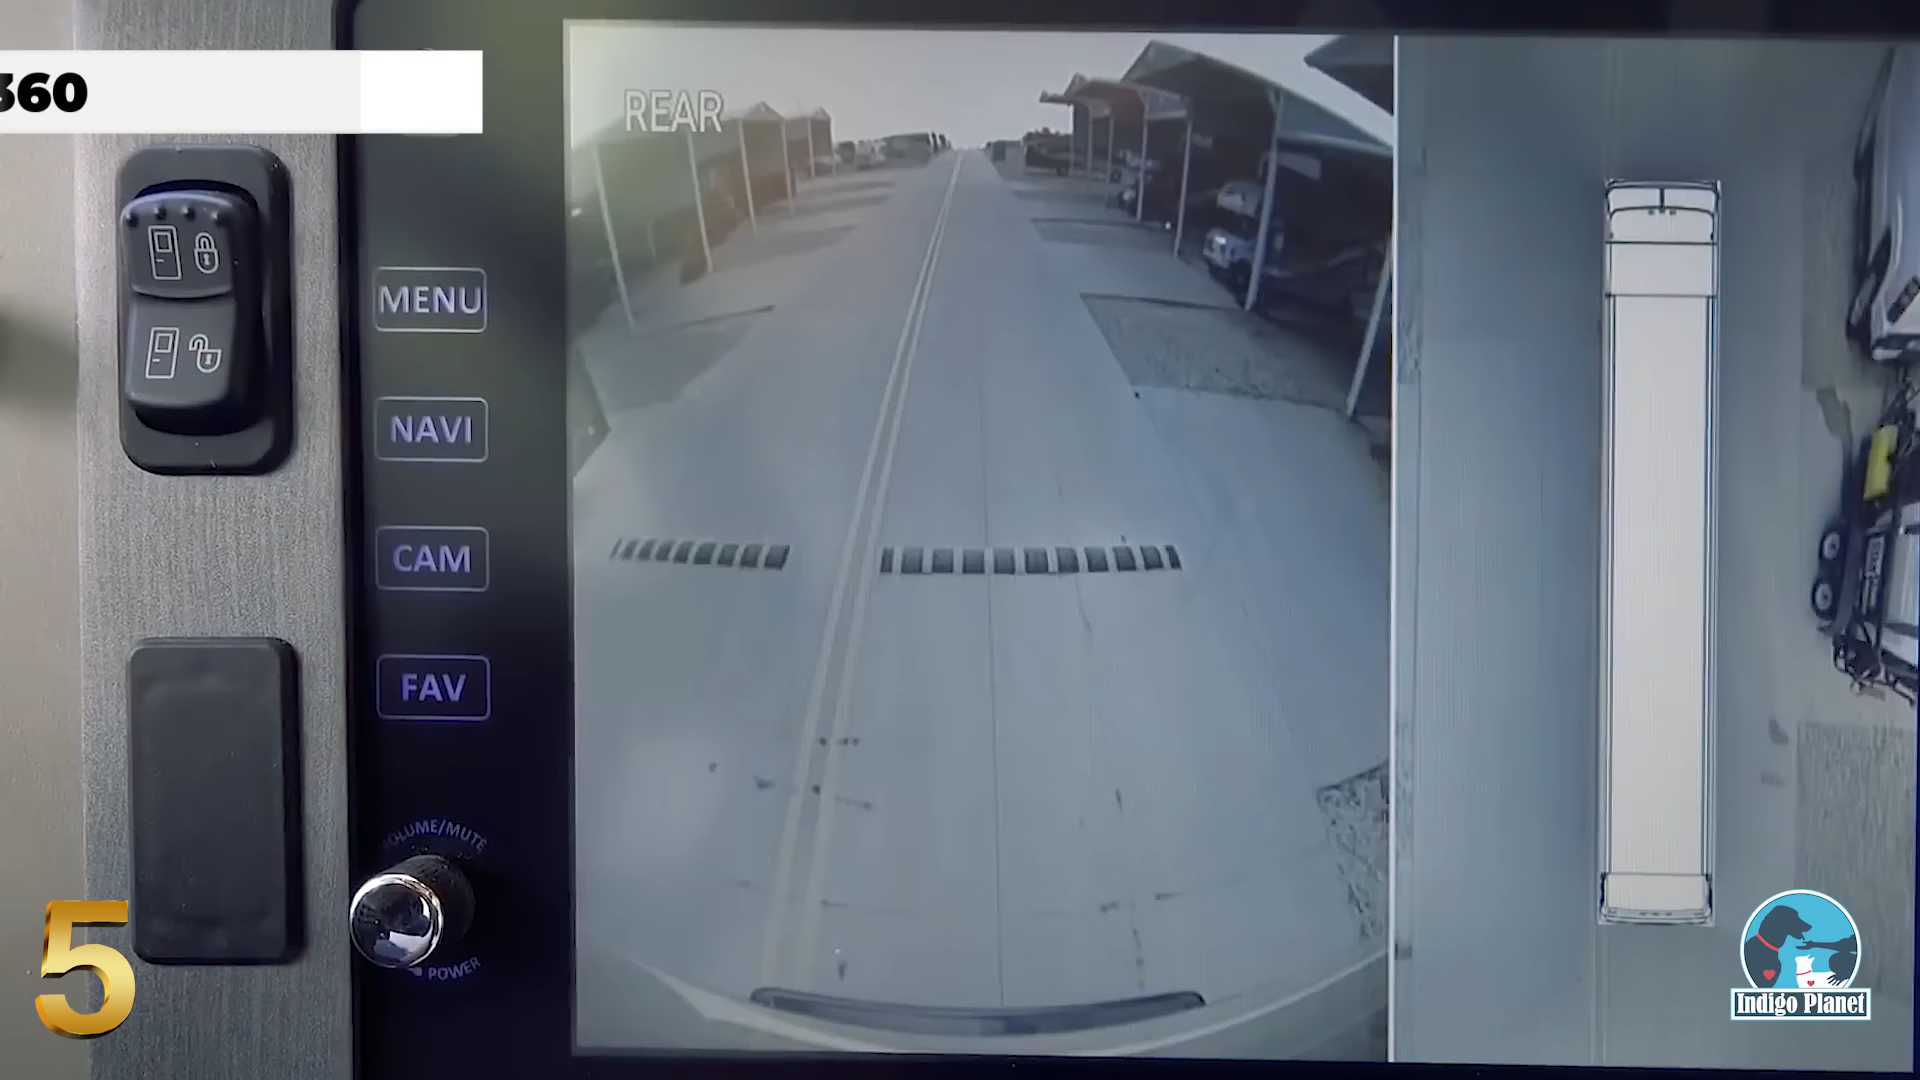 360
REAR
MENU
NAVI
CAM
FAV
VOLUME/MUTE
POWER
5
Indigo Planet